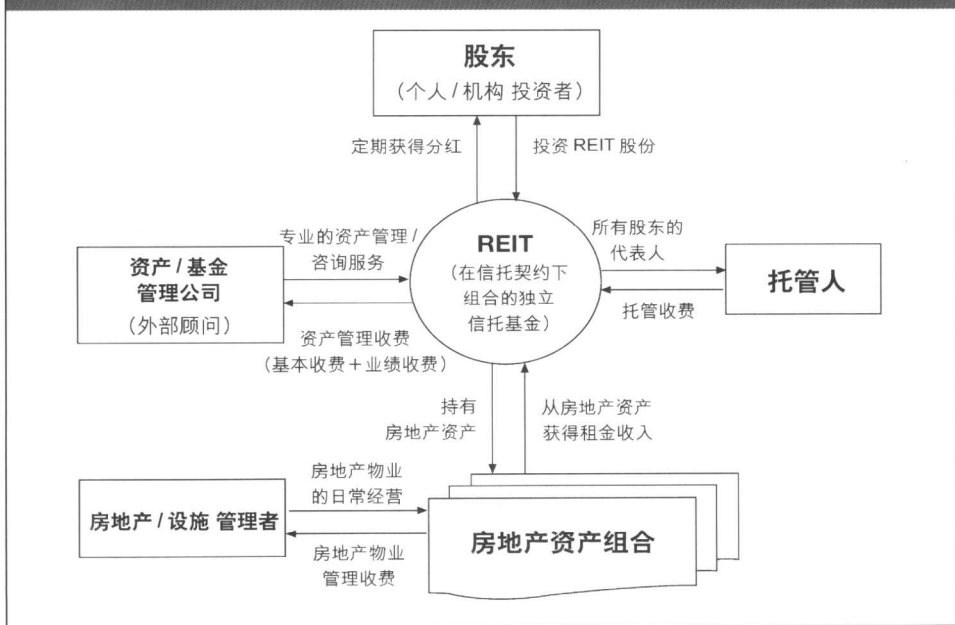 股东
（个人 / 机构 投资者）
定期获得分红
投资 REIT 股份
专业的资产管理 /
咨询服务
所有股东的
代表人
资产 / 基金
管理公司
（外部顾问）
REIT
（在信托契约下
组合的独立
信托基金）
托管人
托管收费
资产管理收费
（基本收费＋业绩收费）
持有
房地产资产
从房地产资产
获得租金收入
房地产物业
的日常经营
房地产 / 设施 管理者
房地产资产组合
房地产物业
管理收费